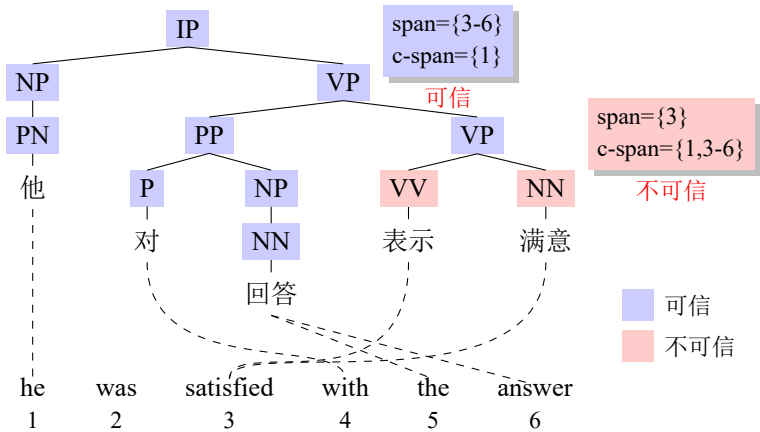 IP
span={3-6}
c-span={1}
NP
VP
可信
PN
PP
VP
span={3}
c-span={1,3-6}
不可信
他
P
NP
VV
NN
对
NN
表示
满意
回答
可信
不可信
he was satisfied with the answer
1 2 3 4 5 6